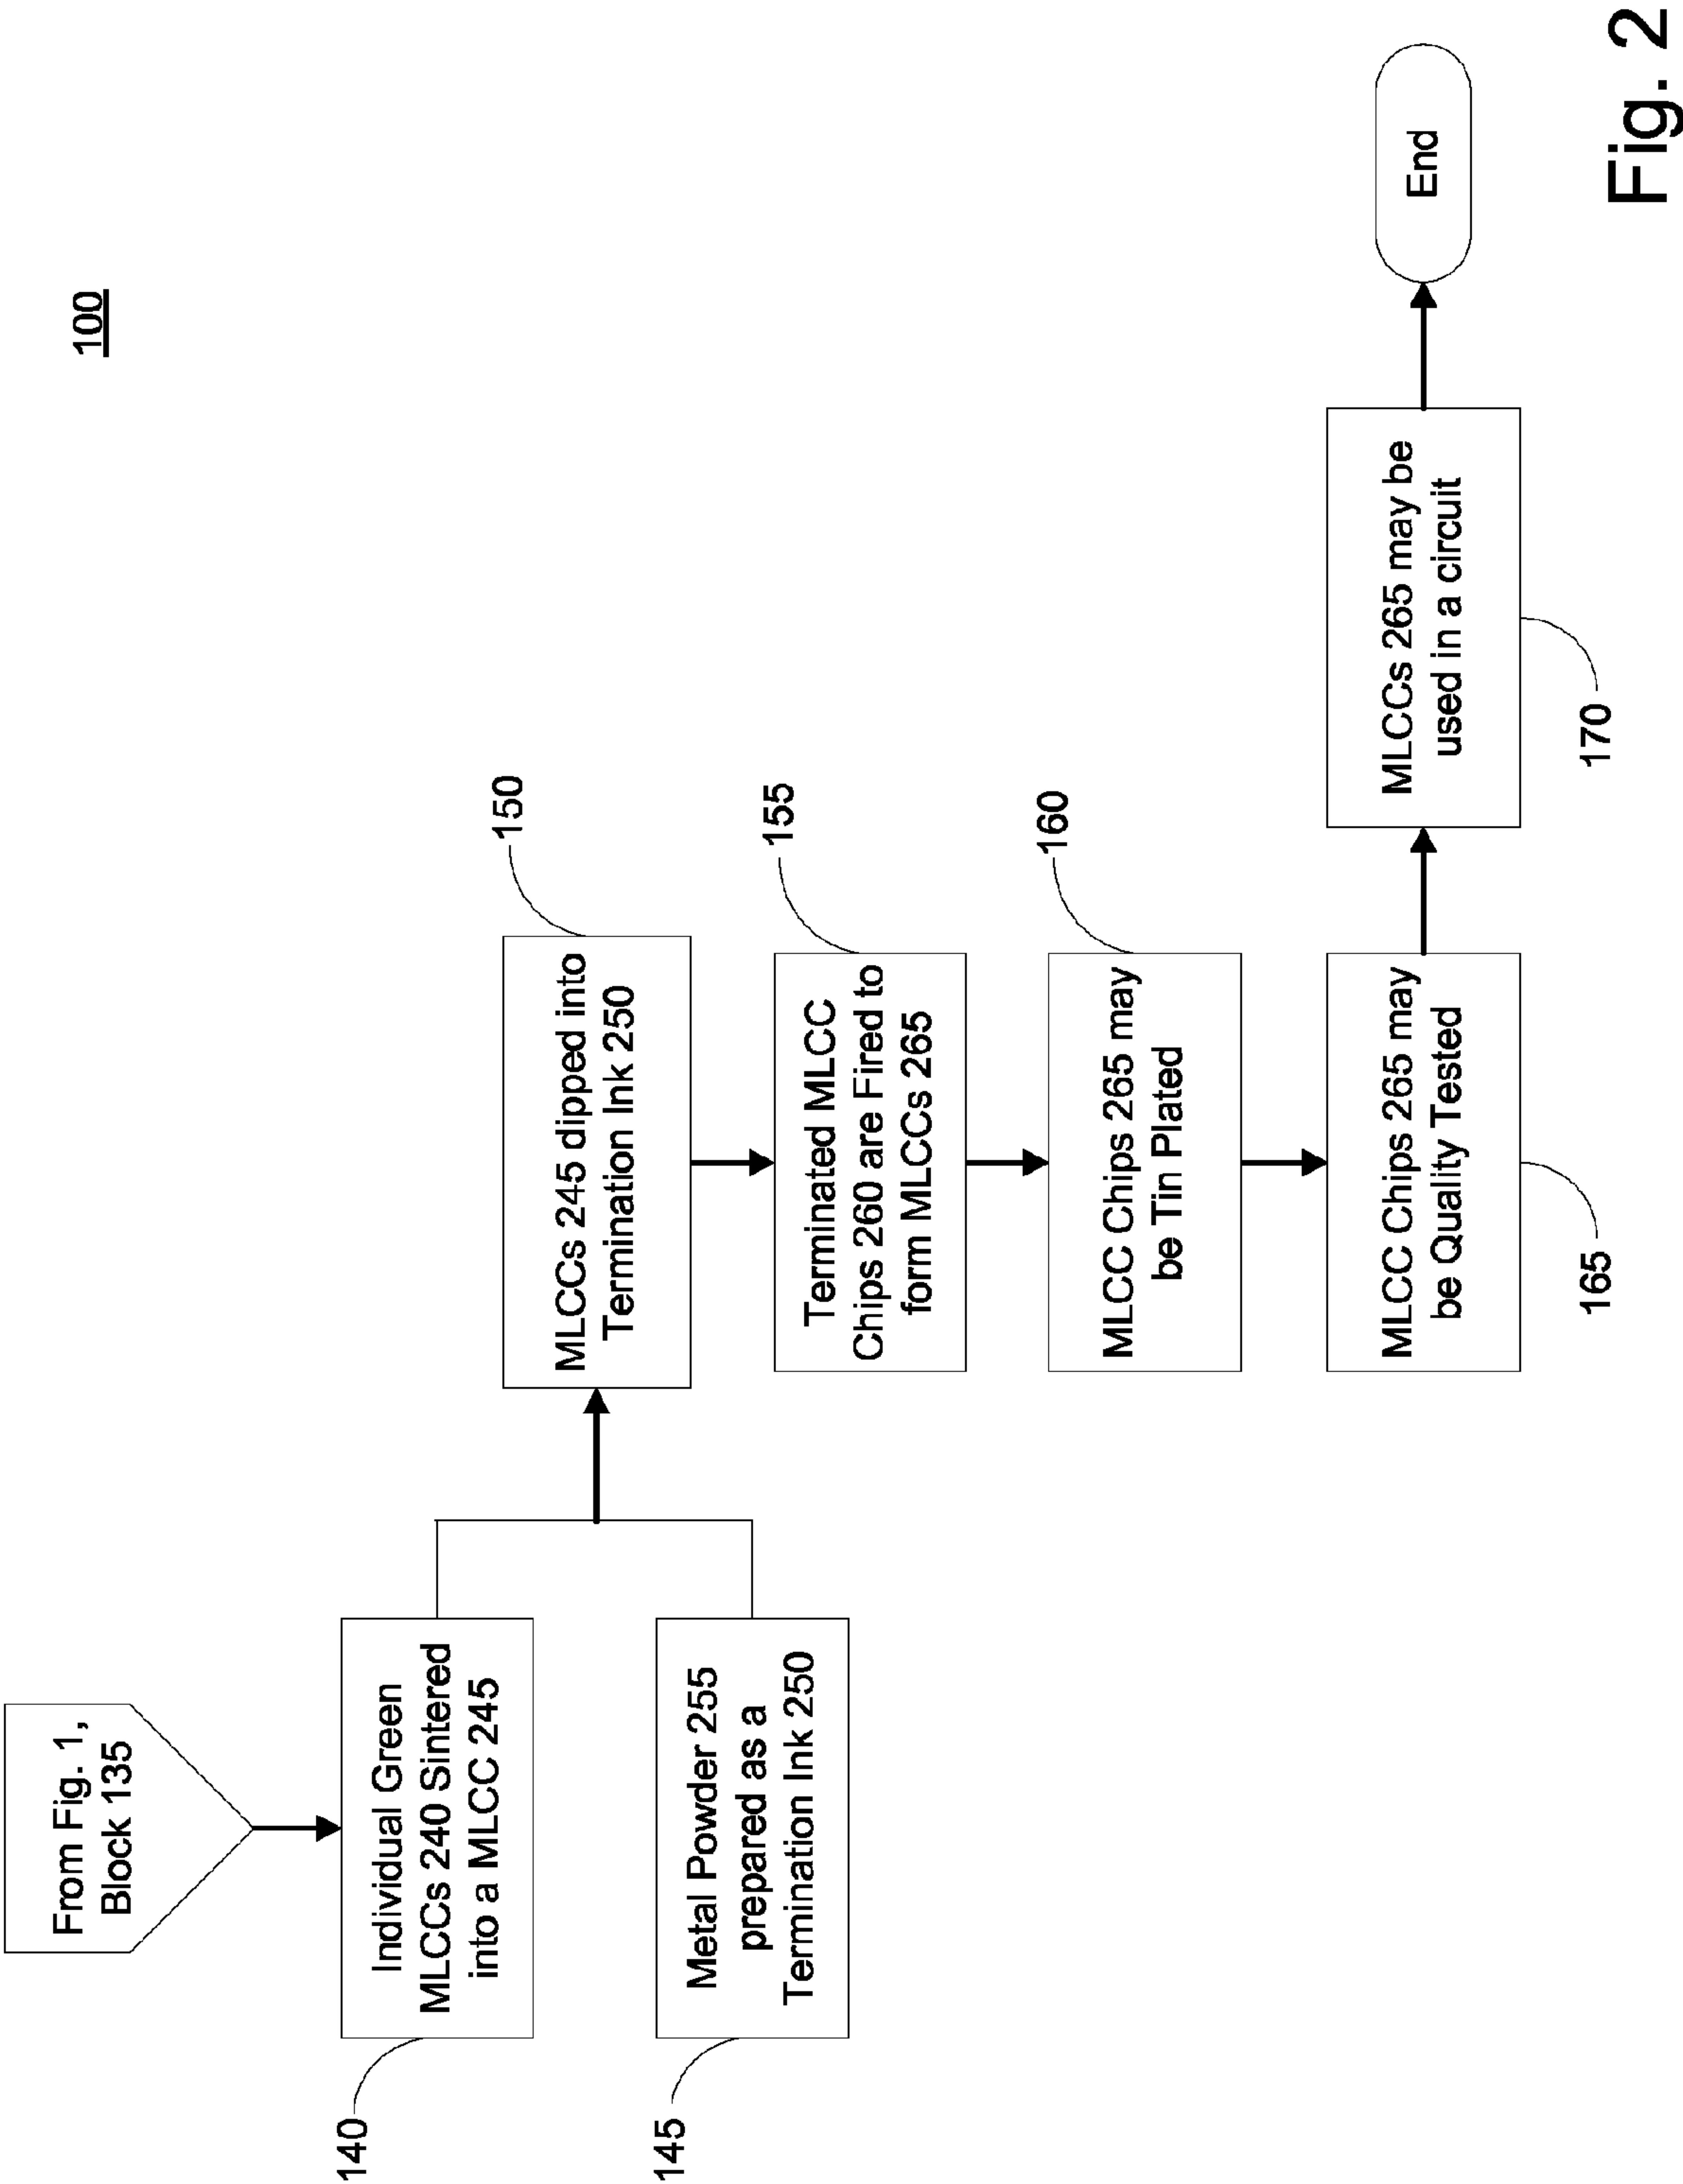 100
From Fig. 1,
Block 135
140
Individual Green
MLCCs 240 Sintered
into a MLCC 245
145
Metal Powder 255
prepared as a
Termination Ink 250
150
MLCCs 245 dipped into
Termination Ink 250
155
Terminated MLCC
Chips 260 are Fired to
form MLCCs 265
160
MLCC Chips 265 may
be Tin Plated
165
MLCC Chips 265 may
be Quality Tested
170
MLCCs 265 may be
used in a circuit
End
Fig. 2